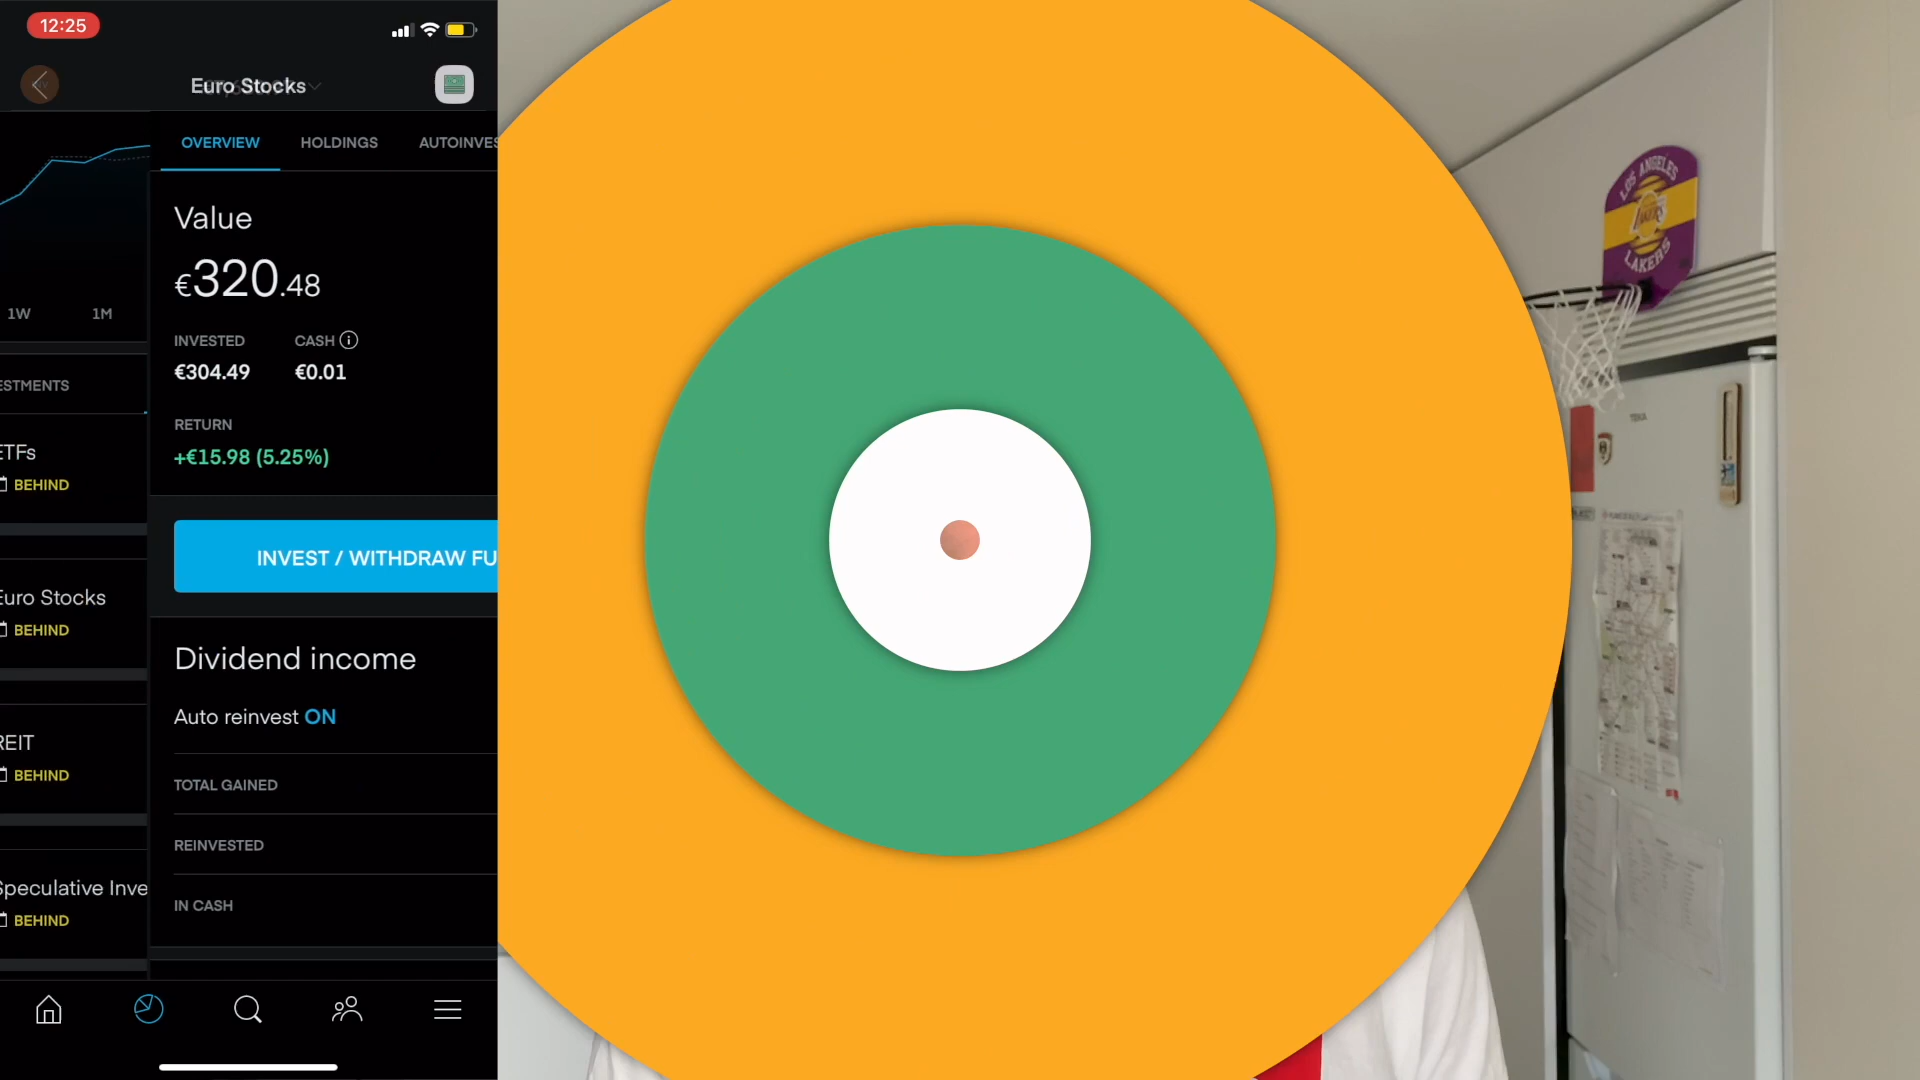 12:25
Euro Stocks
OVERVIEW HOLDINGS AUTOINVES
Value
€320.48
INVESTED CASH
€304.49 €0.01
RETURN
+€15.98 (5.25%)
INVEST / WITHDRAW FU
Dividend income
Auto reinvest ON
TOTAL GAINED
REINVESTED
IN CASH
1W 1M
ESTMENTS
ETFs
BEHIND
Euro Stocks
BEHIND
REIT
BEHIND
Speculative Inve
BEHIND
LOS ANGELES
LAKERS
LAKERS
TEKA